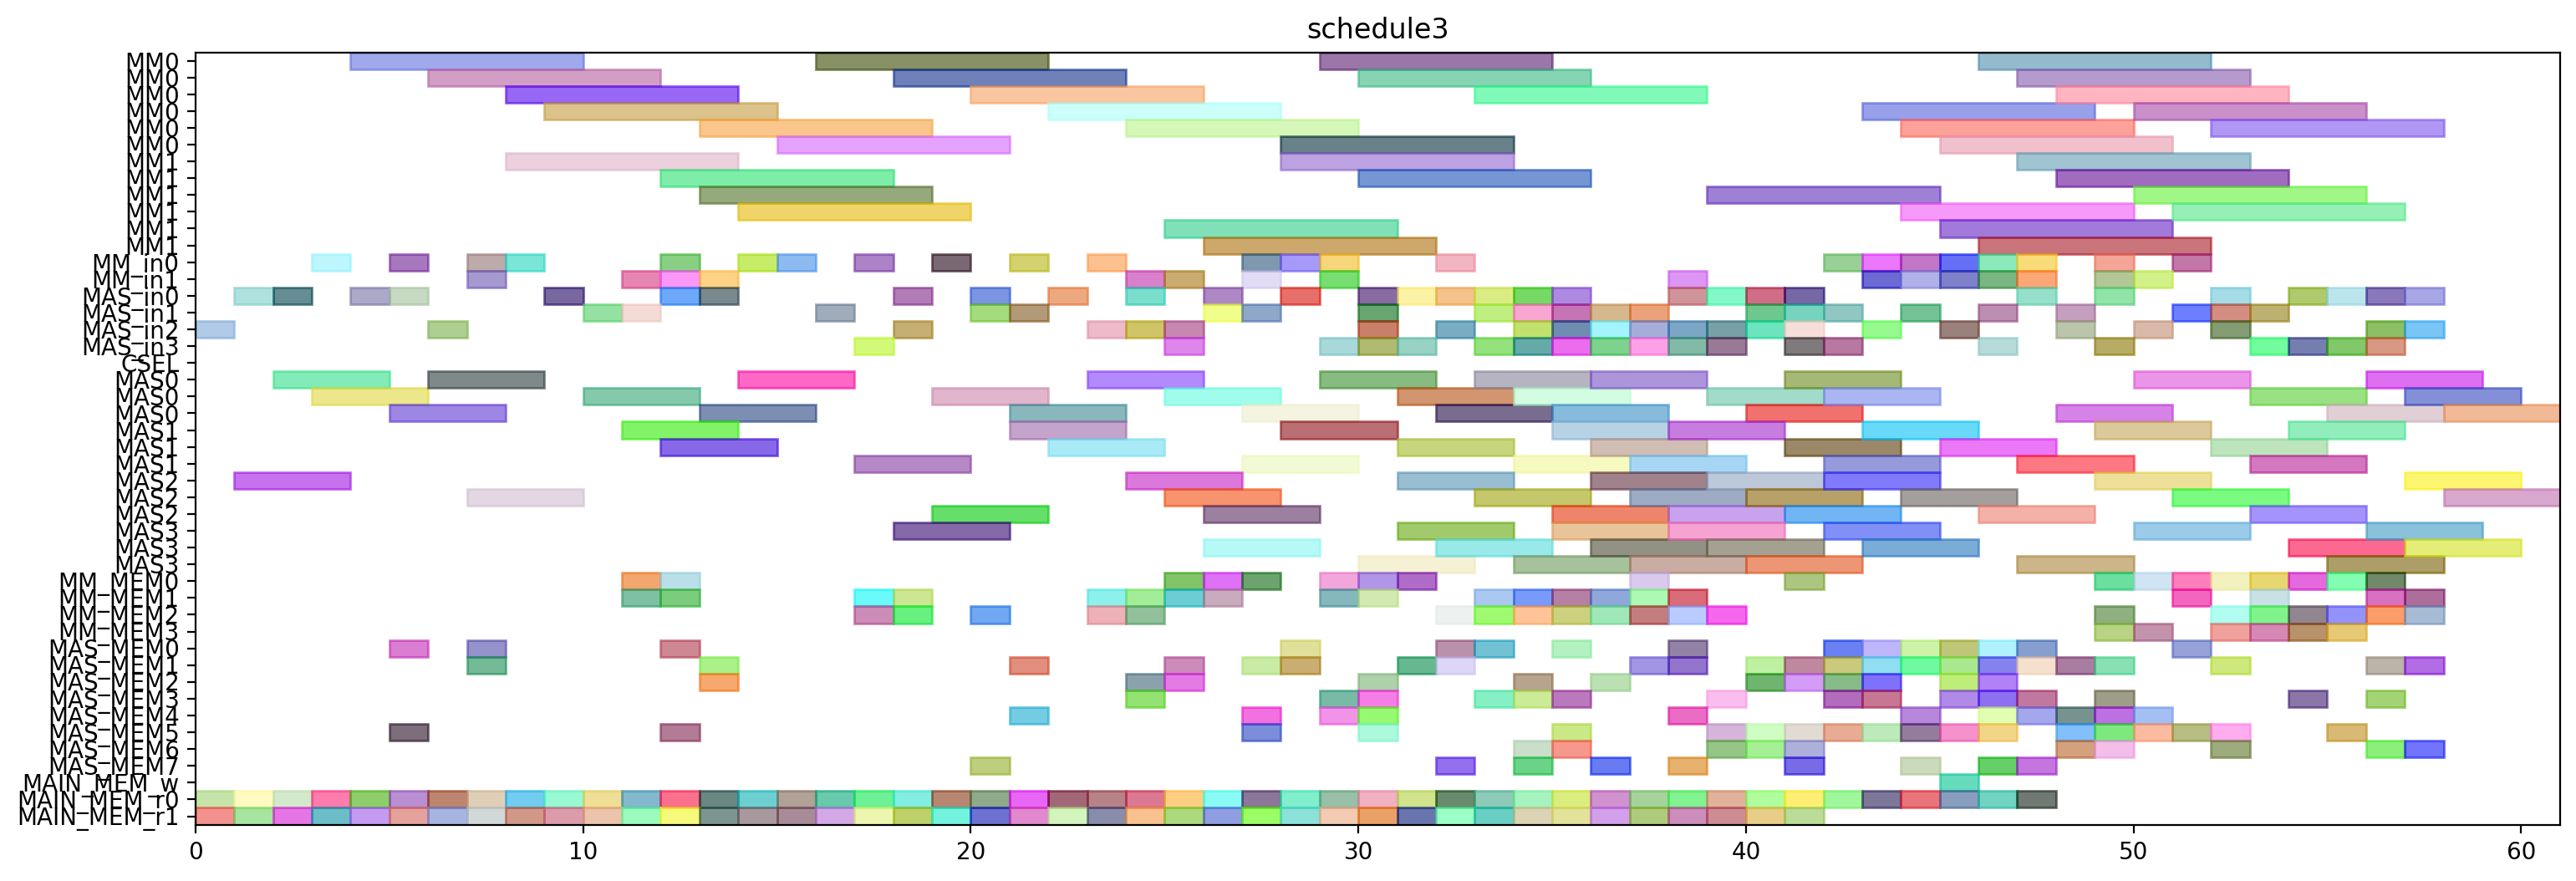 schedule3
MM0
MM0
MM0
MM0
MM0
MM0
MM1
MM1
MM1
MM1
MM1
MM1
MM_in0
MM_in1
MAS_in0
MAS_in1
MAS_in2
MAS_in3
CSEL
MAS0
MAS0
MAS0
MAS1
MAS1
MAS1
MAS2
MAS2
MAS2
MAS3
MAS3
MAS3
MM_MEM0
MM_MEM1
MM_MEM2
MM_MEM3
MAS_MEM0
MAS_MEM1
MAS_MEM2
MAS_MEM3
MAS_MEM4
MAS_MEM5
MAS_MEM6
MAS_MEM7
MAIN_MEM_w
MAIN_MEM_r0
MAIN_MEM_r1
0 10 20 30 40 50 60